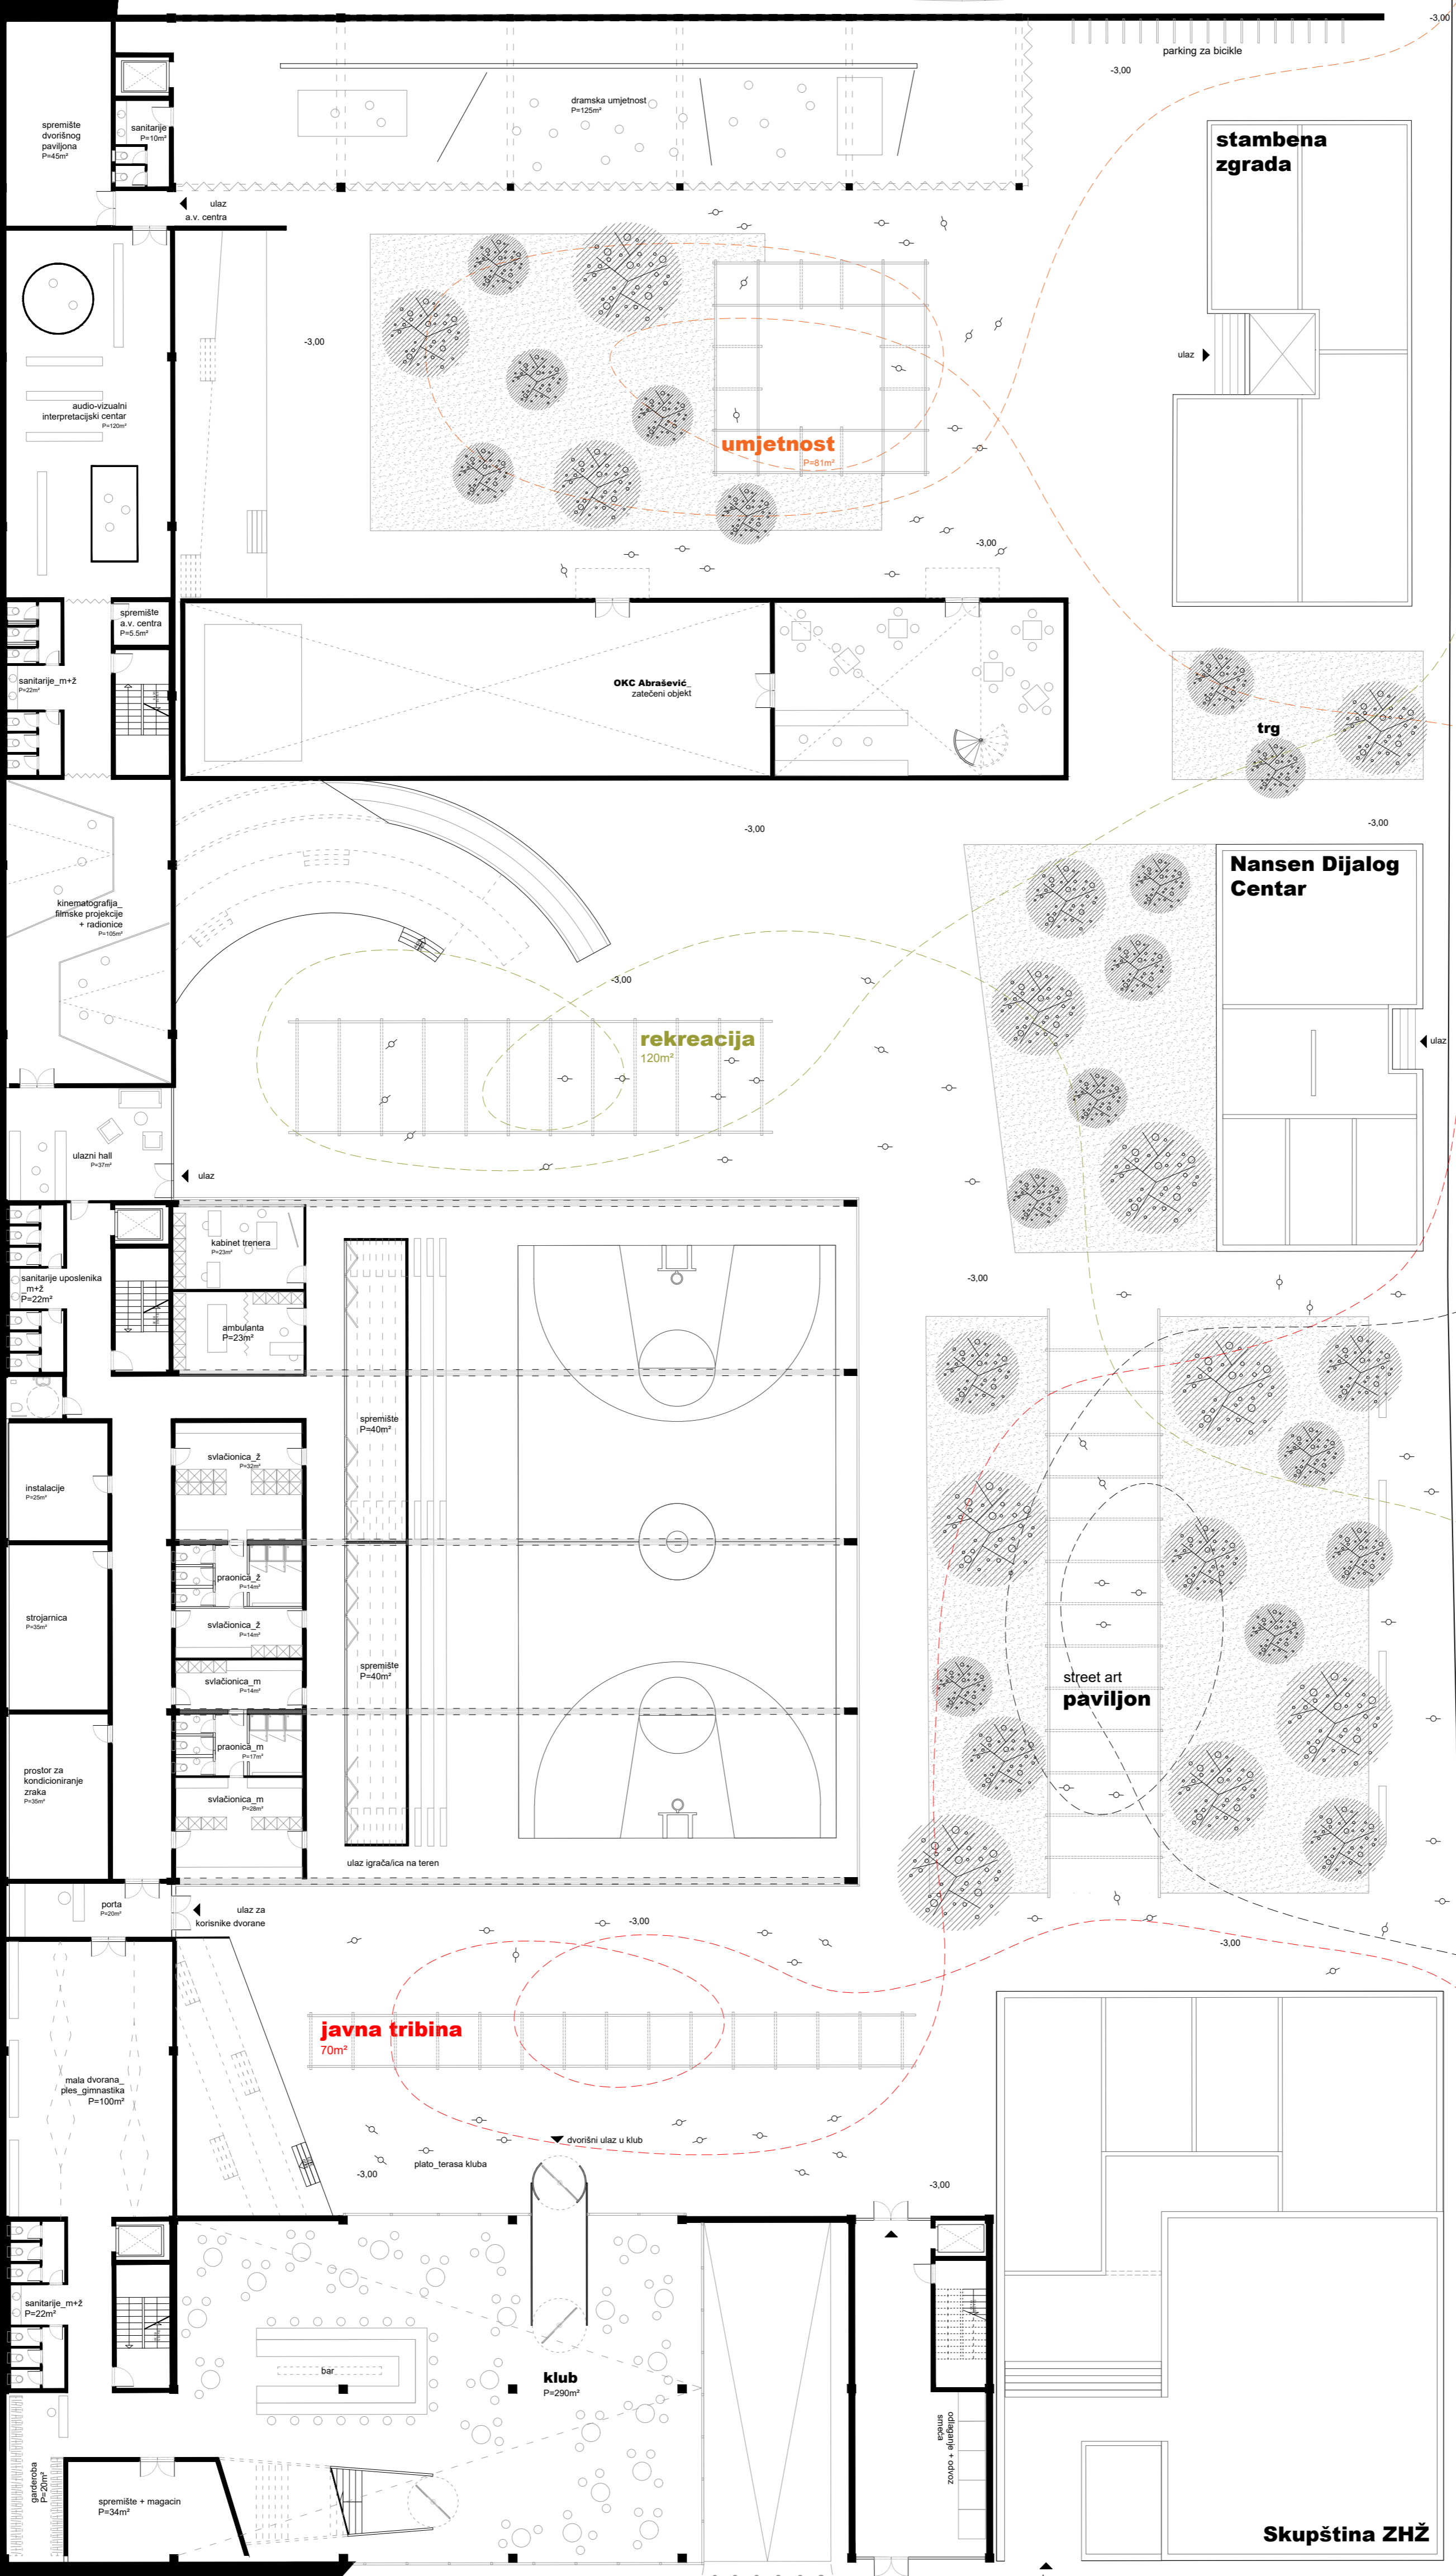 -3,00
parking za bicikle
-3,00
dramska umjetnost
P=125m²
spremište
dvorišnog
paviljona
P=45m²
sanitarije
P=10m²
stambena
zgrada
ulaz
a.v. centra
-3,00
ulaz
audio-vizualni
interpretacijski centar
P=120m²
umjetnost
P=81m²
-3,00
spremište
a.v. centra
P=5.5m²
sanitarije_m+ž
P=22m²
OKC Abrašević_
zatečeni objekt
trg
-3,00
-3,00
Nansen Dijalog
Centar
kinematografija_
filmske projekcije
+ radionice
P=105m²
-3,00
rekreacija
120m²
ulaz
ulazni hall
P=37m²
ulaz
kabinet trenera
P=23m²
sanitarije uposlenika
_m+ž
P=22m²
-3,00
ambulanta
P=23m²
spremište
P=40m²
svlačionica_ž
P=32m²
instalacije
P=25m²
praonica_ž
P=14m²
strojarnica
P=35m²
svlačionica_ž
P=14m²
spremište
P=40m²
svlačionica_m
P=14m²
street art
paviljon
praonica_m
P=17m²
prostor za
kondicioniranje
zraka
P=35m²
svlačionica_m
P=28m²
ulaz igrača/ica na teren
porta
P=20m²
ulaz za
korisnike dvorane
-3,00
-3,00
javna tribina
70m²
mala dvorana_
ples_gimnastika
P=100m²
dvorišni ulaz u klub
plato_terasa kluba
-3,00
-3,00
sanitarije_m+ž
P=22m²
bar
klub
P=290m²
odlaganje + odvoz
smeća
garderoba
P=20m²
spremište + magacin
P=34m²
Skupština ZHŽ